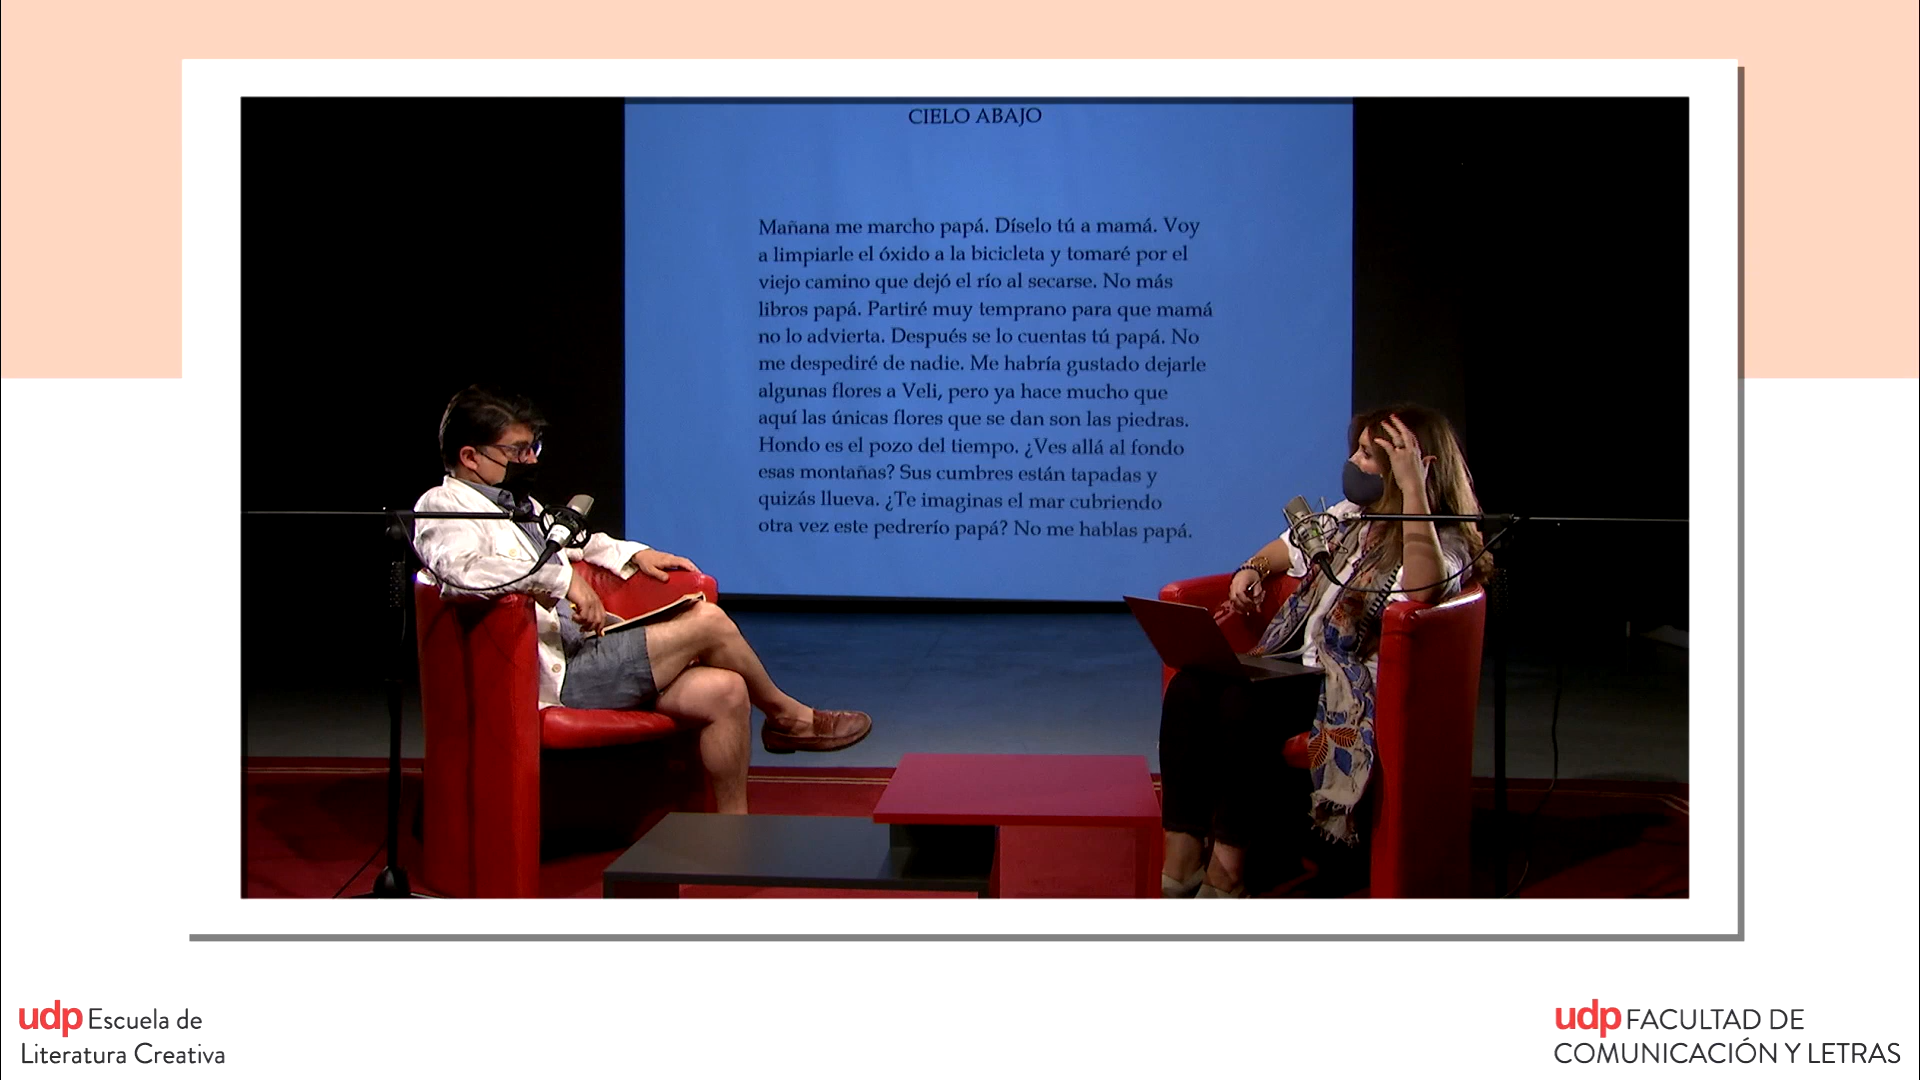 CIELO ABAJO
Mañana me marcho papá. Díselo tú a mamá. Voy
a limpiarle el óxido a la bicicleta y tomaré por el
viejo camino que dejó el río al secarse. No más
libros papá. Partiré muy temprano para que mamá
no lo advierta. Después se lo cuentas tú papá. No
me despediré de nadie. Me habría gustado dejarle
algunas flores a Veli, pero ya hace mucho que
aquí las únicas flores que se dan son las piedras.
Hondo es el pozo del tiempo. ¿Ves allá al fondo
esas montañas? Sus cumbres están tapadas y
quizás llueva. ¿Te imaginas el mar cubriendo
otra vez este pedrerío papá? No me hablas papá.
udp Escuela de
Literatura Creativa
udp FACULTAD DE
COMUNICACIÓN Y LETRAS